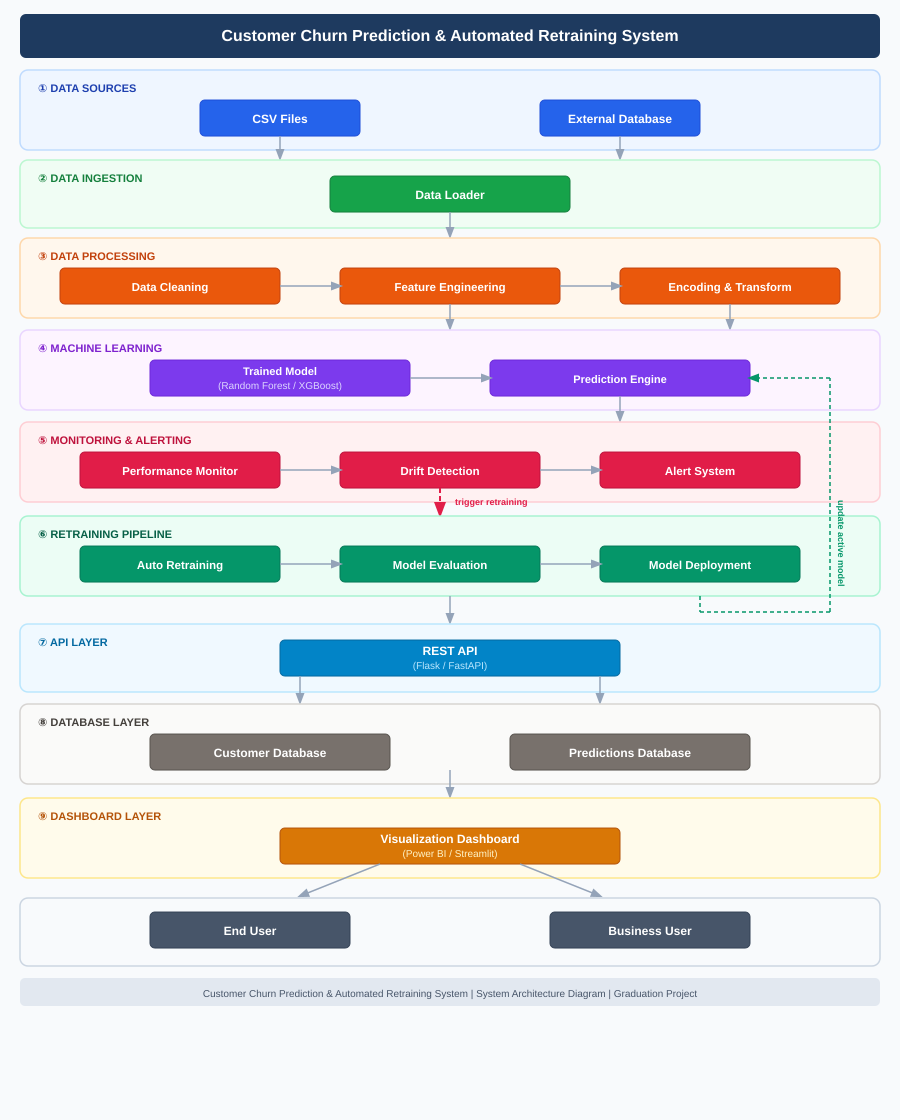 Customer Churn Prediction & Automated Retraining System
① DATA SOURCES
CSV Files
External Database
② DATA INGESTION
Data Loader
③ DATA PROCESSING
Data Cleaning
Feature Engineering
Encoding & Transform
④ MACHINE LEARNING
Trained Model
(Random Forest / XGBoost)
Prediction Engine
⑤ MONITORING & ALERTING
Performance Monitor
Drift Detection
Alert System
trigger retraining
update active model
⑥ RETRAINING PIPELINE
Auto Retraining
Model Evaluation
Model Deployment
⑦ API LAYER
REST API
(Flask / FastAPI)
⑧ DATABASE LAYER
Customer Database
Predictions Database
⑨ DASHBOARD LAYER
Visualization Dashboard
(Power BI / Streamlit)
End User
Business User
Customer Churn Prediction & Automated Retraining System | System Architecture Diagram | Graduation Project